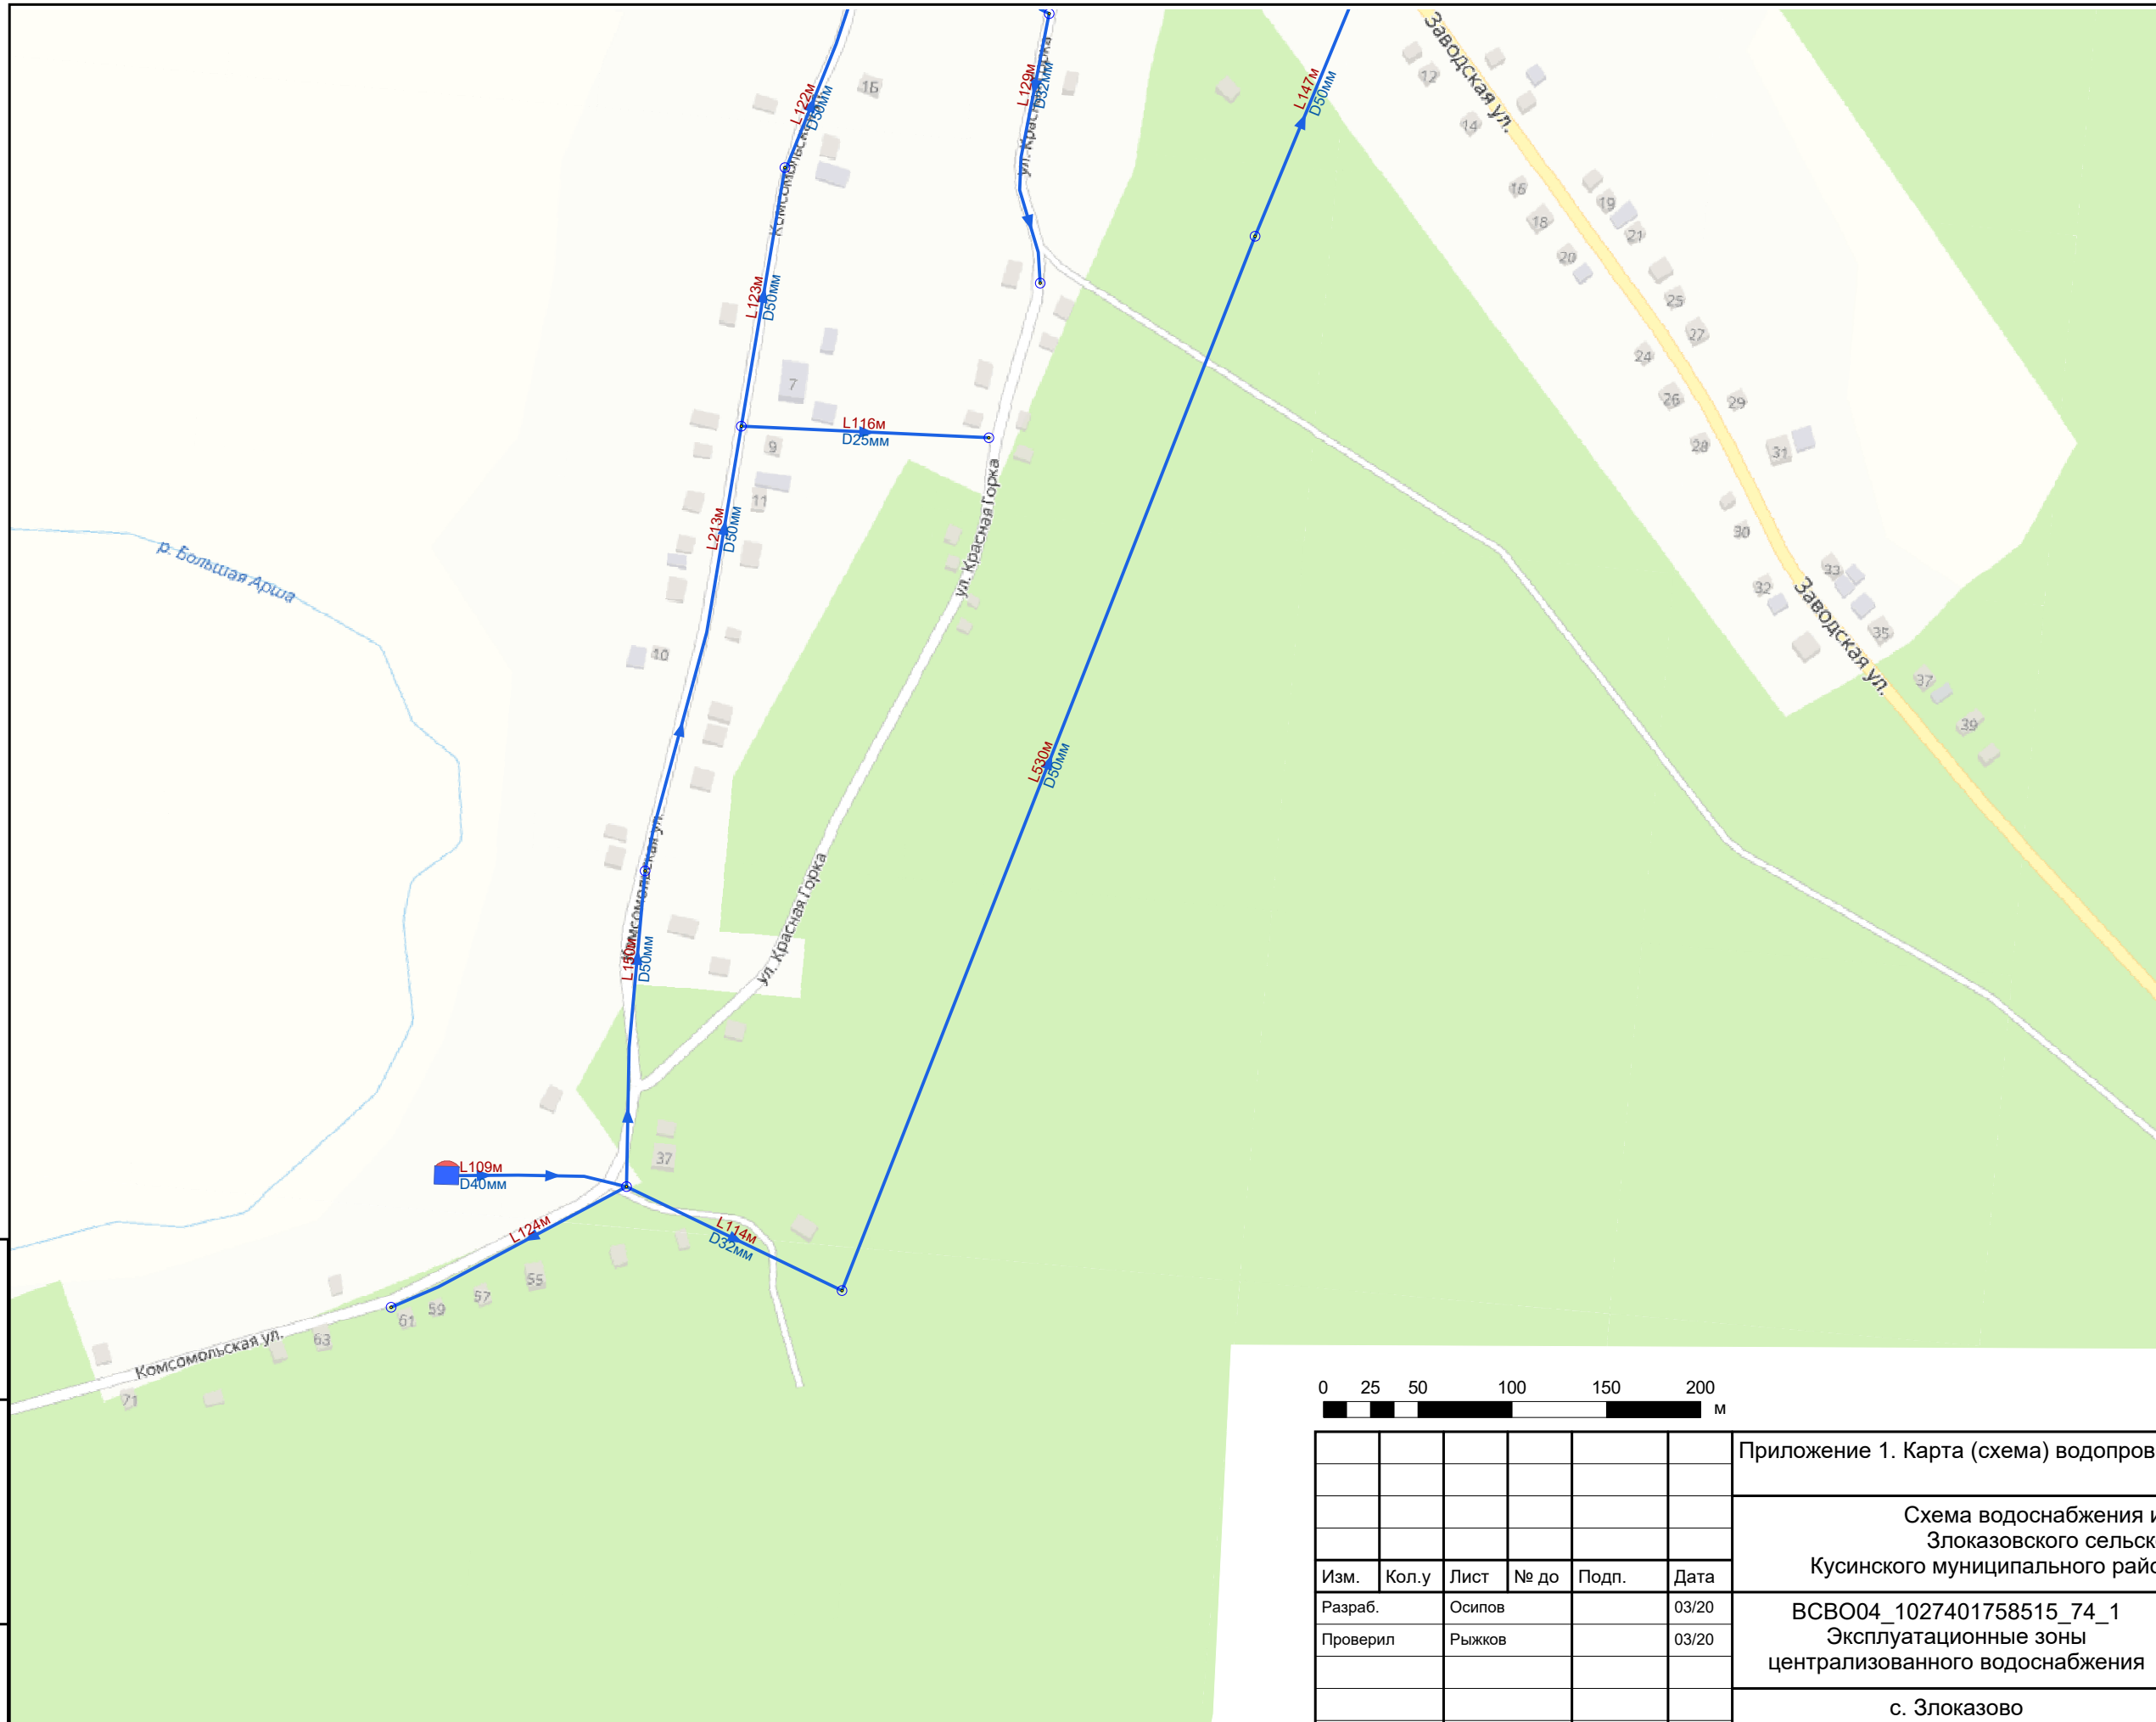 Заводская ул.
ул. Красная Горка
Комсомольская ул.
L122м
D50мм
L129м
D32мм
L147м
D50мм
1Б
12
14
16
18
19
20
21
24
25
26
27
28
29
30
31
32
33
35
37
39
Заводская ул.
L123м
D50мм
7
L116м
D25мм
9
11
L213м
D50мм
10
ул. Красная Горка
р. Большая Арша
L530м
D50мм
Комсомольская ул.
L150м
D50мм
ул. Красная Горка
37
L109м
D40мм
L124м
L114м
D32мм
55
57
59
61
63
71
Комсомольская ул.
0 25 50 100 150 200
м
Приложение 1. Карта (схема) водопров
Схема водоснабжения и
Злоказовского сельск
Кусинского муниципального райо
Изм. Кол.у Лист № до Подп. Дата
Разраб. Осипов 03/20
Проверил Рыжков 03/20
ВСВО04_1027401758515_74_1
Эксплуатационные зоны
централизованного водоснабжения
с. Злоказово